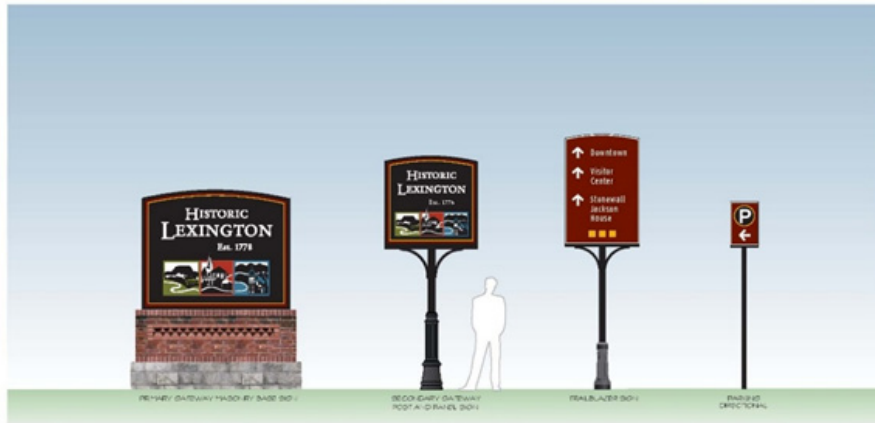 HISTORIC
LEXINGTON
Est. 1778
HISTORIC
LEXINGTON
Est. 1776
Downtown
Visitor
Center
Stonewall
Jackson
House
P
PRIMARY GATEWAY MASONRY BASE SIGN
SECONDARY GATEWAY
POST AND PANEL SIGN
TRAILBLAZER SIGN
PARKING
DIRECTIONAL